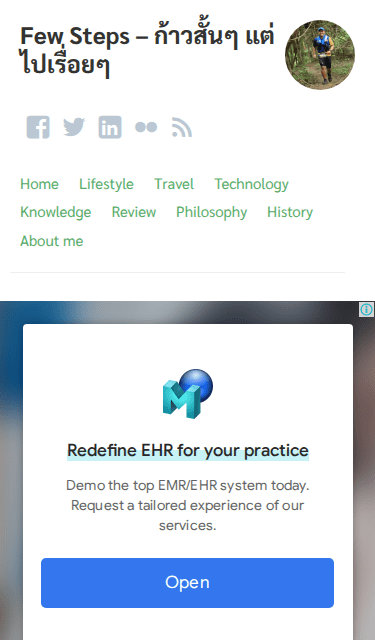 Few Steps – ก้าวสั้นๆ แต่
ไปเรื่อยๆ
Home Lifestyle Travel Technology
Knowledge Review Philosophy History
About me
Redefine EHR for your practice
Demo the top EMR/EHR system today.
Request a tailored experience of our
services.
Open